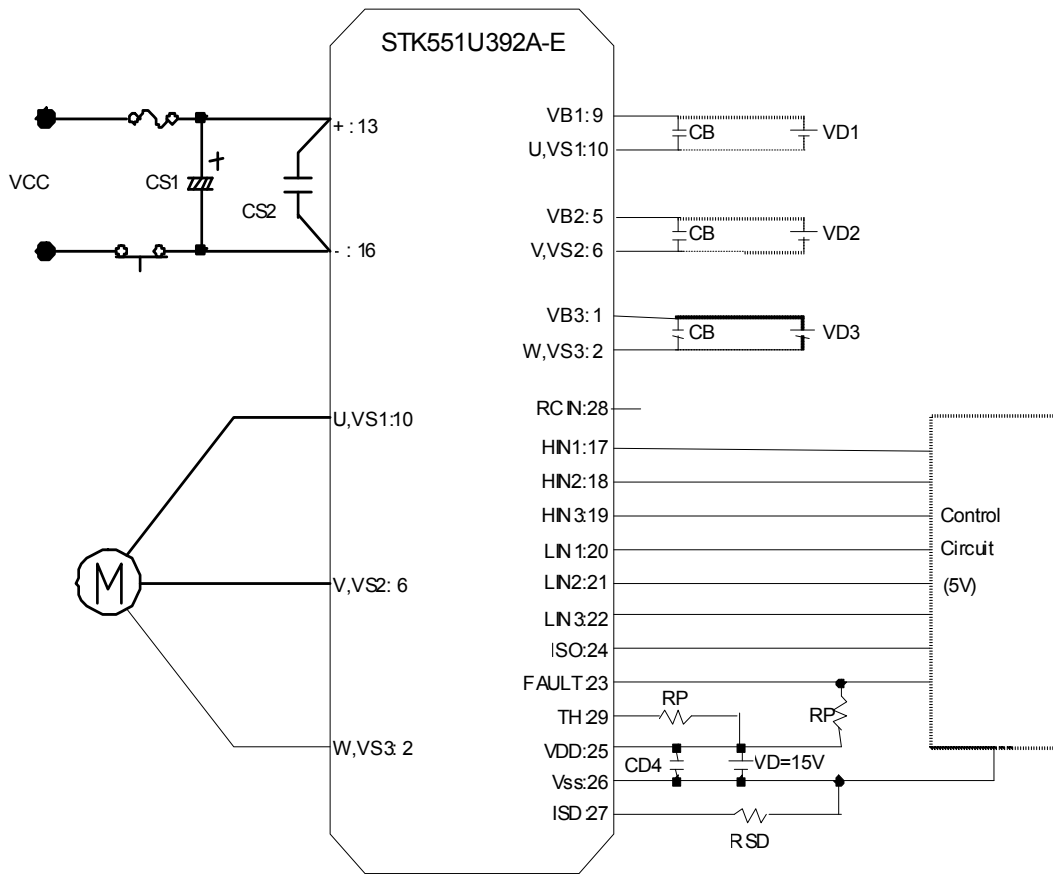 STK551U392A-E
VCC
CS1
+
CS2
+ : 13
- : 16
U,VS1:10
V,VS2: 6
W,VS3: 2
M
VB1: 9
U,VS1:10
CB
VD1
VB2: 5
V,VS2: 6
CB
VD2
VB3: 1
W,VS3: 2
CB
VD3
RCIN:28
HIN1:17
HIN2:18
HIN3:19
LIN1:20
LIN2:21
LIN3:22
ISO:24
FAULT:23
TH:29
VDD:25
Vss:26
ISD:27
RP
RP
CD4
VD=15V
RSD
Control
Circuit
(5V)